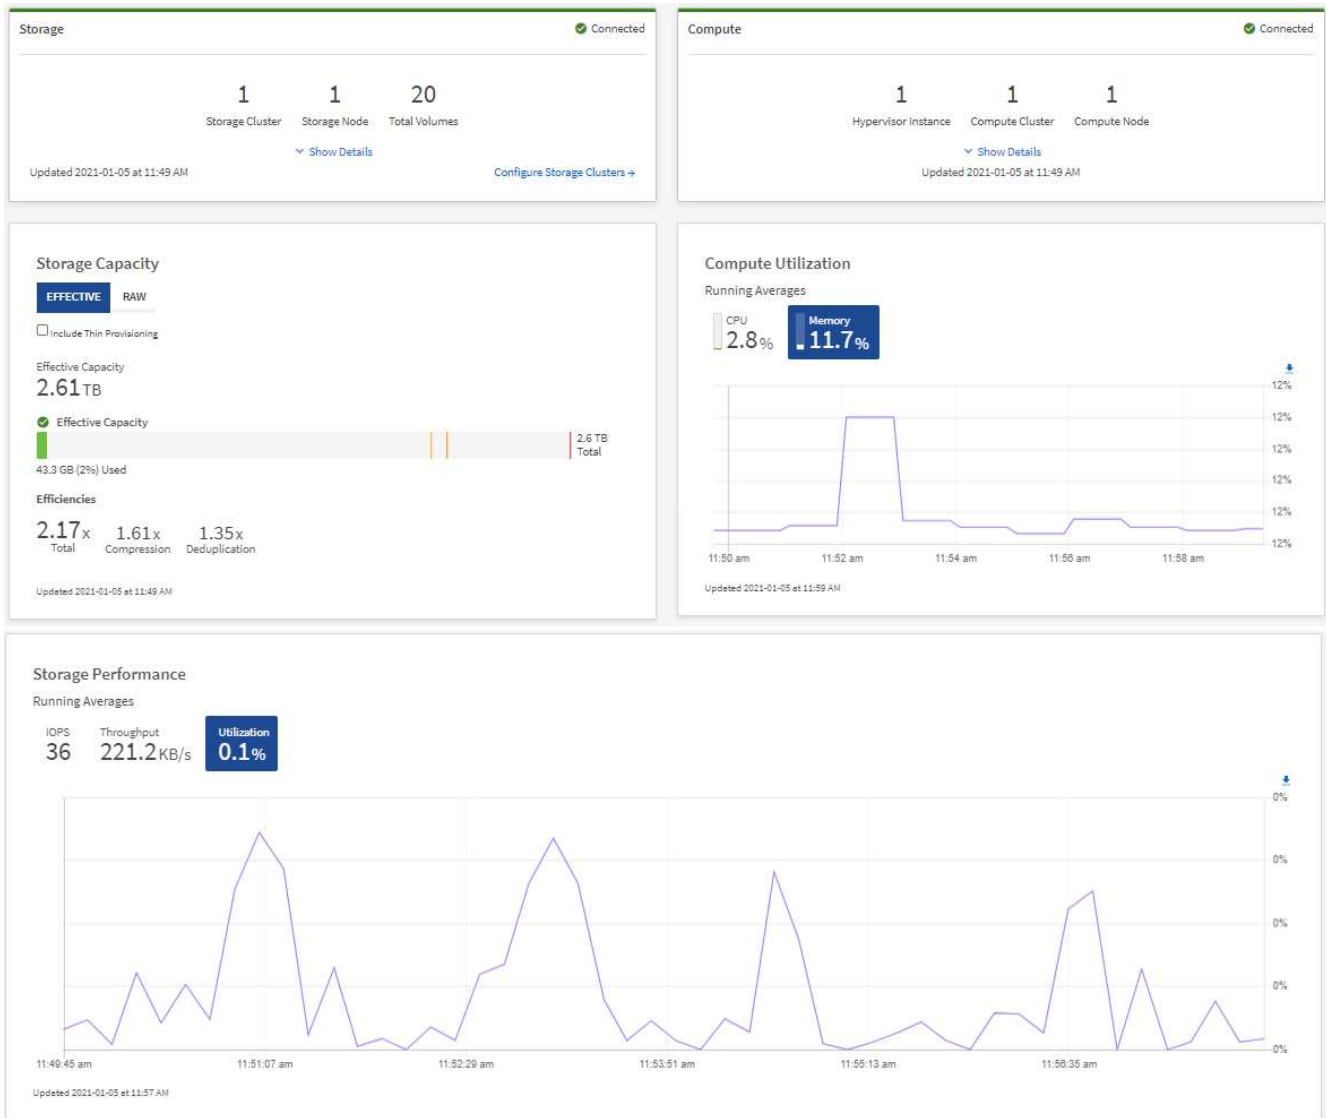 Storage
Connected
1 1 20
Storage Cluster Storage Node Total Volumes
Show Details
Updated 2021-01-05 at 11:49 AM
Configure Storage Clusters →
Compute
Connected
1 1 1
Hypervisor Instance Compute Cluster Compute Node
Show Details
Updated 2021-01-05 at 11:49 AM
Storage Capacity
EFFECTIVE RAW
Include Thin Provisioning
Effective Capacity
2.61 TB
Effective Capacity
2.6 TB
Total
43.3 GB (2%) Used
Efficiencies
2.17x 1.61x 1.35x
Total Compression Deduplication
Updated 2021-01-05 at 11:49 AM
Compute Utilization
Running Averages
CPU
2.8%
Memory
11.7%
12%
12%
12%
12%
12%
12%
11:50 am 11:52 am 11:54 am 11:56 am 11:58 am
Updated 2021-01-05 at 11:59 AM
Storage Performance
Running Averages
IOPS
36
Throughput
221.2 KB/s
Utilization
0.1%
0%
0%
0%
0%
0%
11:49:45 am 11:51:07 am 11:52:29 am 11:53:51 am 11:55:13 am 11:56:35 am
Updated 2021-01-05 at 11:57 AM